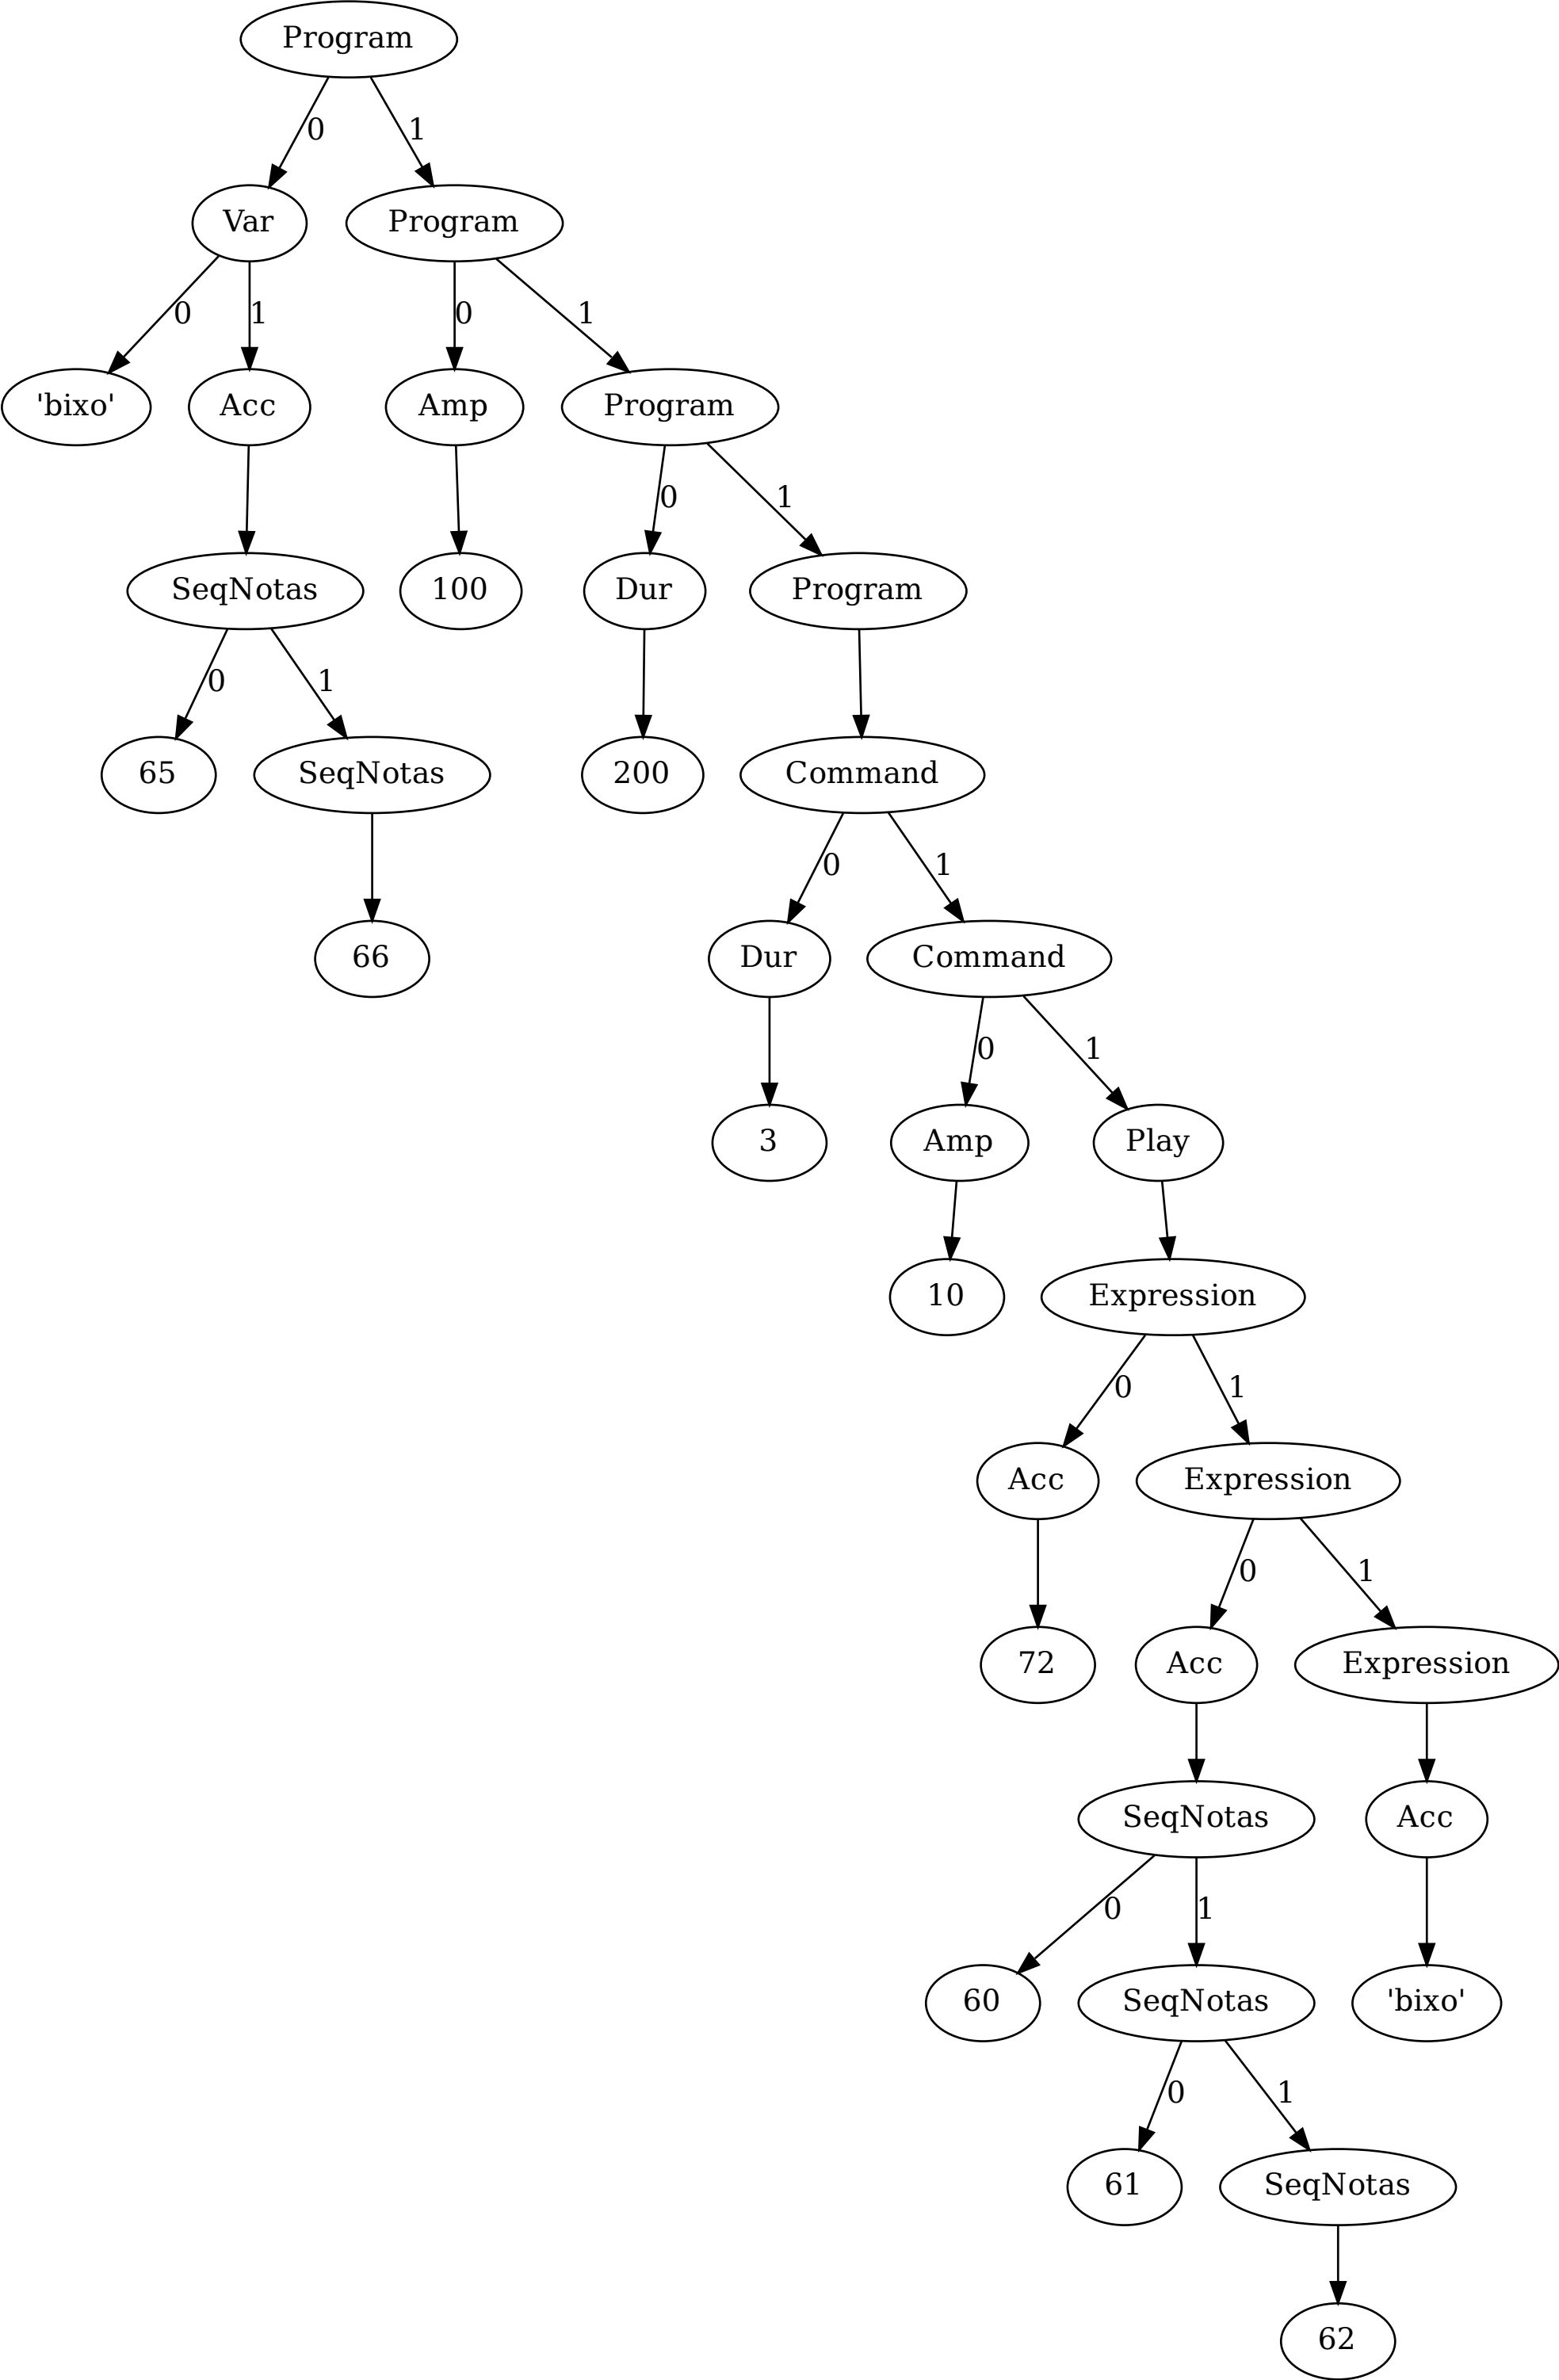 Program
0
1
Var
Program
0
1
0
1
'bixo'
Acc
Amp
Program
0
1
SeqNotas
100
Dur
Program
0
1
65
SeqNotas
200
Command
0
1
66
Dur
Command
0
1
3
Amp
Play
10
Expression
0
1
Acc
Expression
0
1
72
Acc
Expression
SeqNotas
Acc
0
1
60
SeqNotas
'bixo'
0
1
61
SeqNotas
62